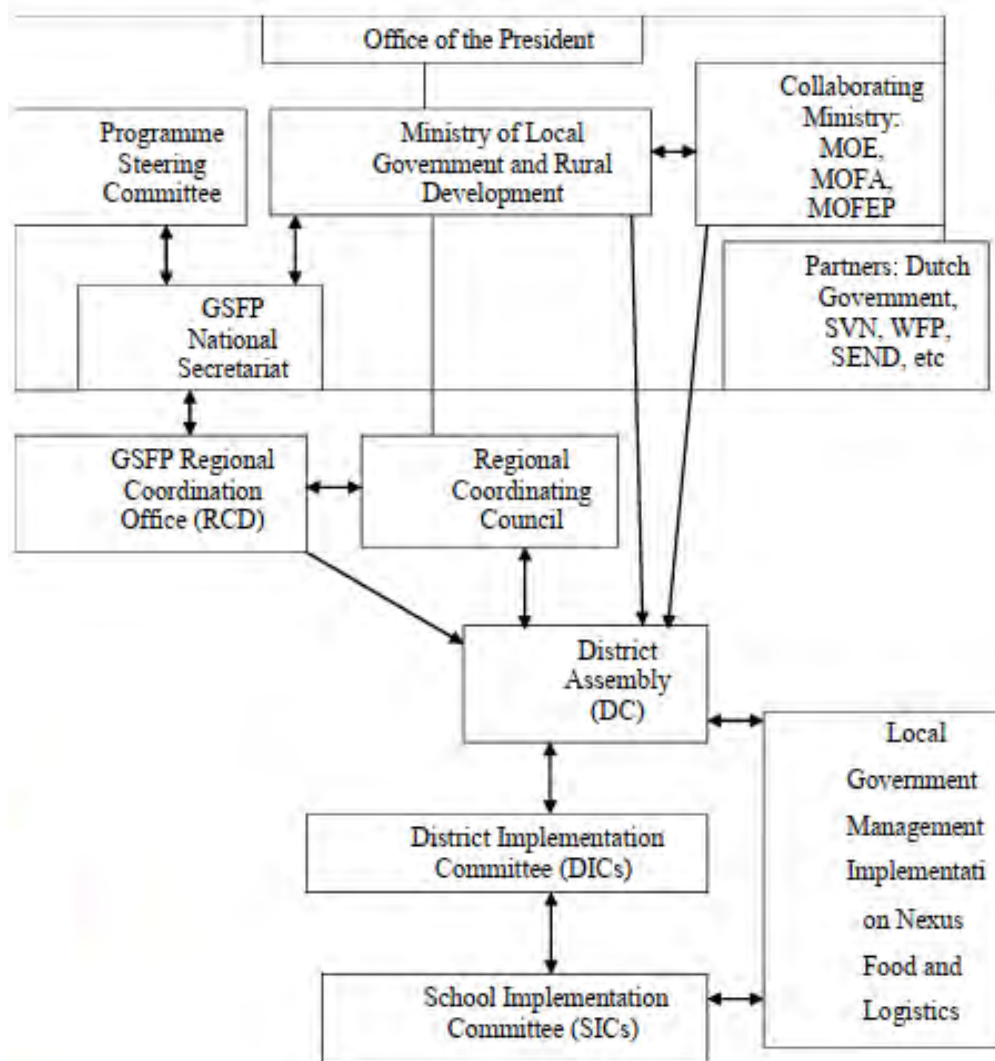 Office of the President
Collaborating
Ministry:
MOE,
MOFA,
MOFEP
Programme
Steering
Committee
Ministry of Local
Government and Rural
Development
Partners: Dutch
Government,
SVN, WFP,
SEND, etc
GSFP
National
Secretariat
GSFP Regional
Coordination
Office (RCD)
Regional
Coordinating
Council
District
Assembly
(DC)
Local
Government
Management
Implementati
on Nexus
Food and
Logistics
District Implementation
Committee (DICs)
School Implementation
Committee (SICs)